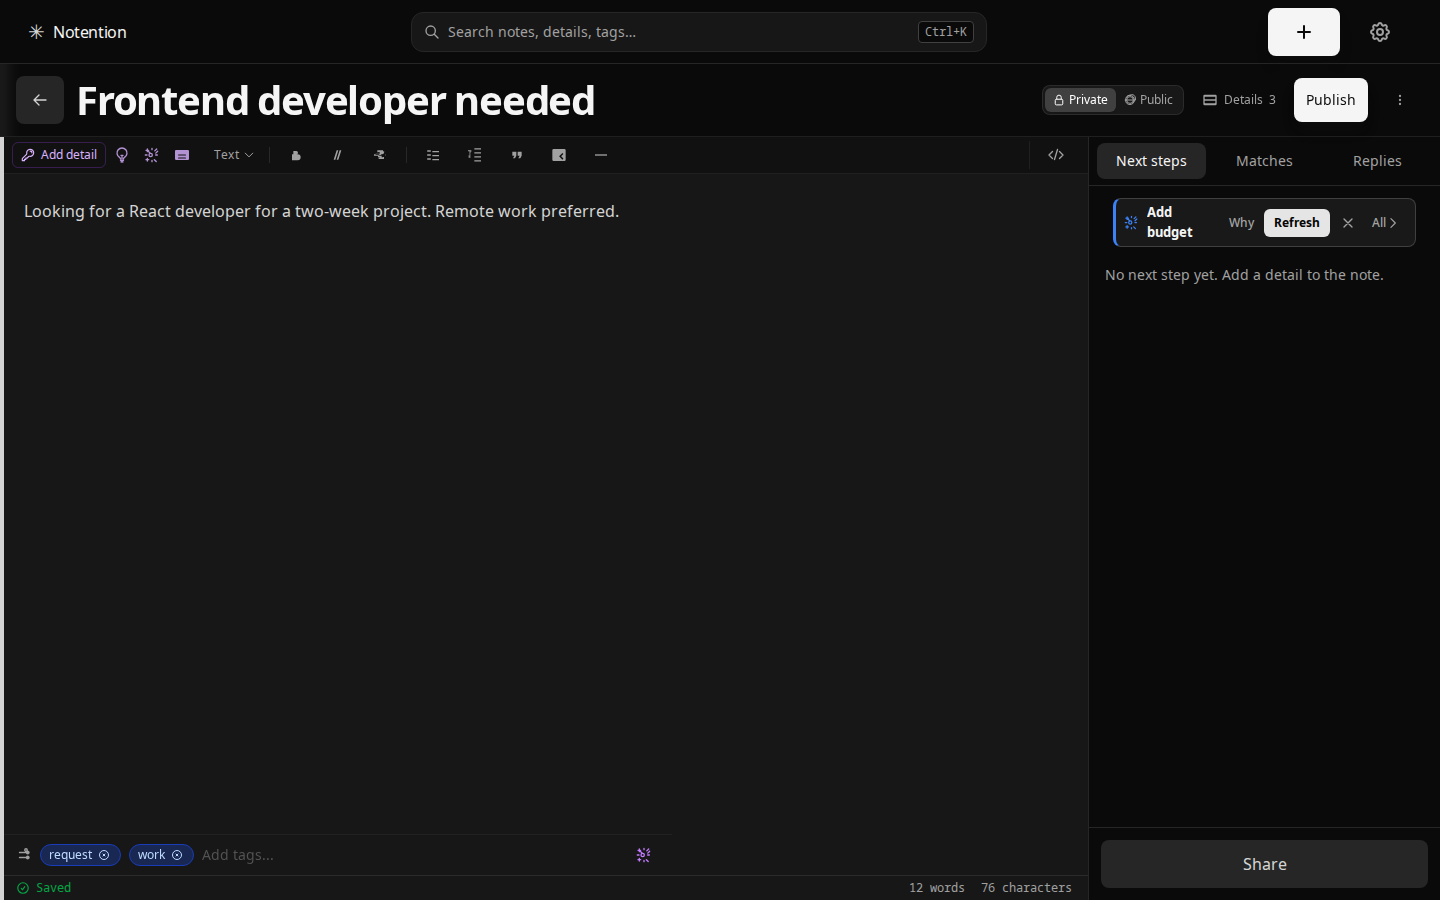 Notention
Search notes, details, tags...
Ctrl+K
Frontend developer needed
Private
Public
Details 3
Publish
Add detail
Text
Next steps
Matches
Replies
Looking for a React developer for a two-week project. Remote work preferred.
Add budget
Why
Refresh
All
No next step yet. Add a detail to the note.
request
work
Add tags...
Share
Saved
12 words
76 characters